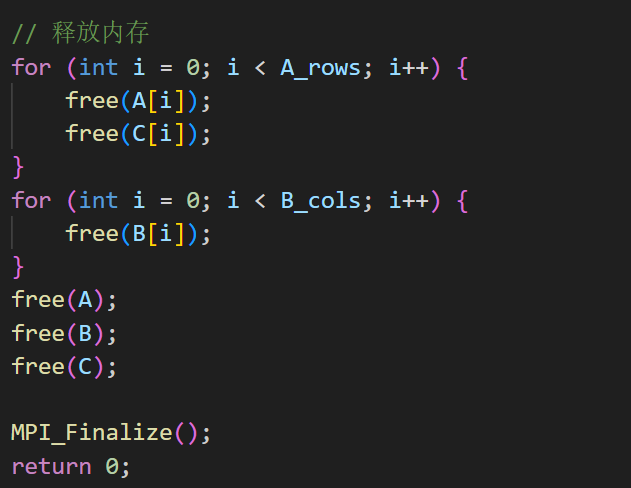 // 释放内存
for (int i = 0; i < A_rows; i++) {
    free(A[i]);
    free(C[i]);
}
for (int i = 0; i < B_cols; i++) {
    free(B[i]);
}
free(A);
free(B);
free(C);

MPI_Finalize();
return 0;